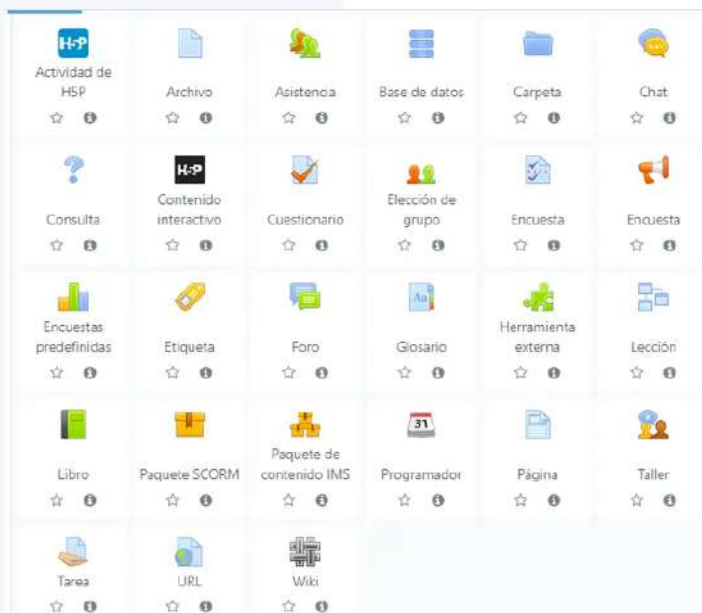 H-P
Actividad de
H5P
Archivo
Asistencia
Base de datos
Carpeta
Chat
Consulta
H-P
Contenido
interactivo
Cuestionario
Elección de
grupo
Encuesta
Encuesta
Encuestas
predefinidas
Etiqueta
Foro
Aa
Glosario
Herramienta
externa
Lección
Libro
Paquete SCORM
Paquete de
contenido IMS
31
Programador
Página
Taller
Tarea
URL
Wiki